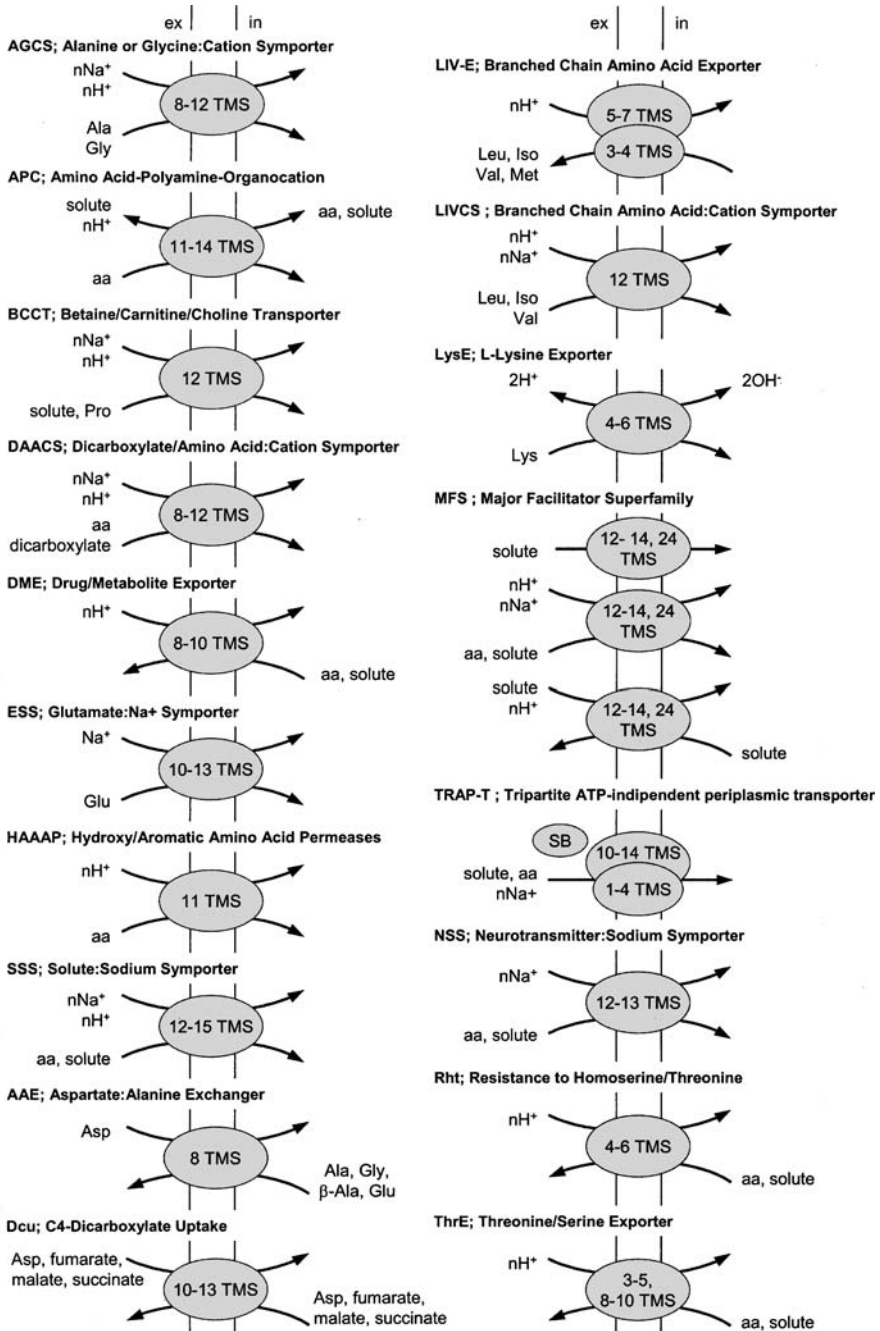 ex in
AGCS; Alanine or Glycine:Cation Symporter
nNa⁺
nH⁺
8-12 TMS
Ala
Gly
APC; Amino Acid-Polyamine-Organocation
solute
nH⁺
aa, solute
11-14 TMS
aa
BCCT; Betaine/Carnitine/Choline Transporter
nNa⁺
nH⁺
12 TMS
solute, Pro
DAACS; Dicarboxylate/Amino Acid:Cation Symporter
nNa⁺
nH⁺
8-12 TMS
aa
dicarboxylate
DME; Drug/Metabolite Exporter
nH⁺
8-10 TMS
aa, solute
ESS; Glutamate:Na+ Symporter
Na⁺
10-13 TMS
Glu
HAAAP; Hydroxy/Aromatic Amino Acid Permeases
nH⁺
11 TMS
aa
SSS; Solute:Sodium Symporter
nNa⁺
nH⁺
12-15 TMS
aa, solute
AAE; Aspartate:Alanine Exchanger
Asp
8 TMS
Ala, Gly,
β-Ala, Glu
Dcu; C4-Dicarboxylate Uptake
Asp, fumarate,
malate, succinate
10-13 TMS
Asp, fumarate,
malate, succinate
ex in
LIV-E; Branched Chain Amino Acid Exporter
nH⁺
5-7 TMS
3-4 TMS
Leu, Iso
Val, Met
LIVCS ; Branched Chain Amino Acid:Cation Symporter
nH⁺
nNa⁺
12 TMS
Leu, Iso
Val
LysE; L-Lysine Exporter
2H⁺
2OH⁻
4-6 TMS
Lys
MFS ; Major Facilitator Superfamily
solute
12- 14, 24
TMS
nH⁺
nNa⁺
12-14, 24
TMS
aa, solute
solute
nH⁺
12-14, 24
TMS
solute
TRAP-T ; Tripartite ATP-indipendent periplasmic transporter
SB
10-14 TMS
solute, aa
nNa+
1-4 TMS
NSS; Neurotransmitter:Sodium Symporter
nNa⁺
12-13 TMS
aa, solute
Rht; Resistance to Homoserine/Threonine
nH⁺
4-6 TMS
aa, solute
ThrE; Threonine/Serine Exporter
nH⁺
3-5,
8-10 TMS
aa, solute